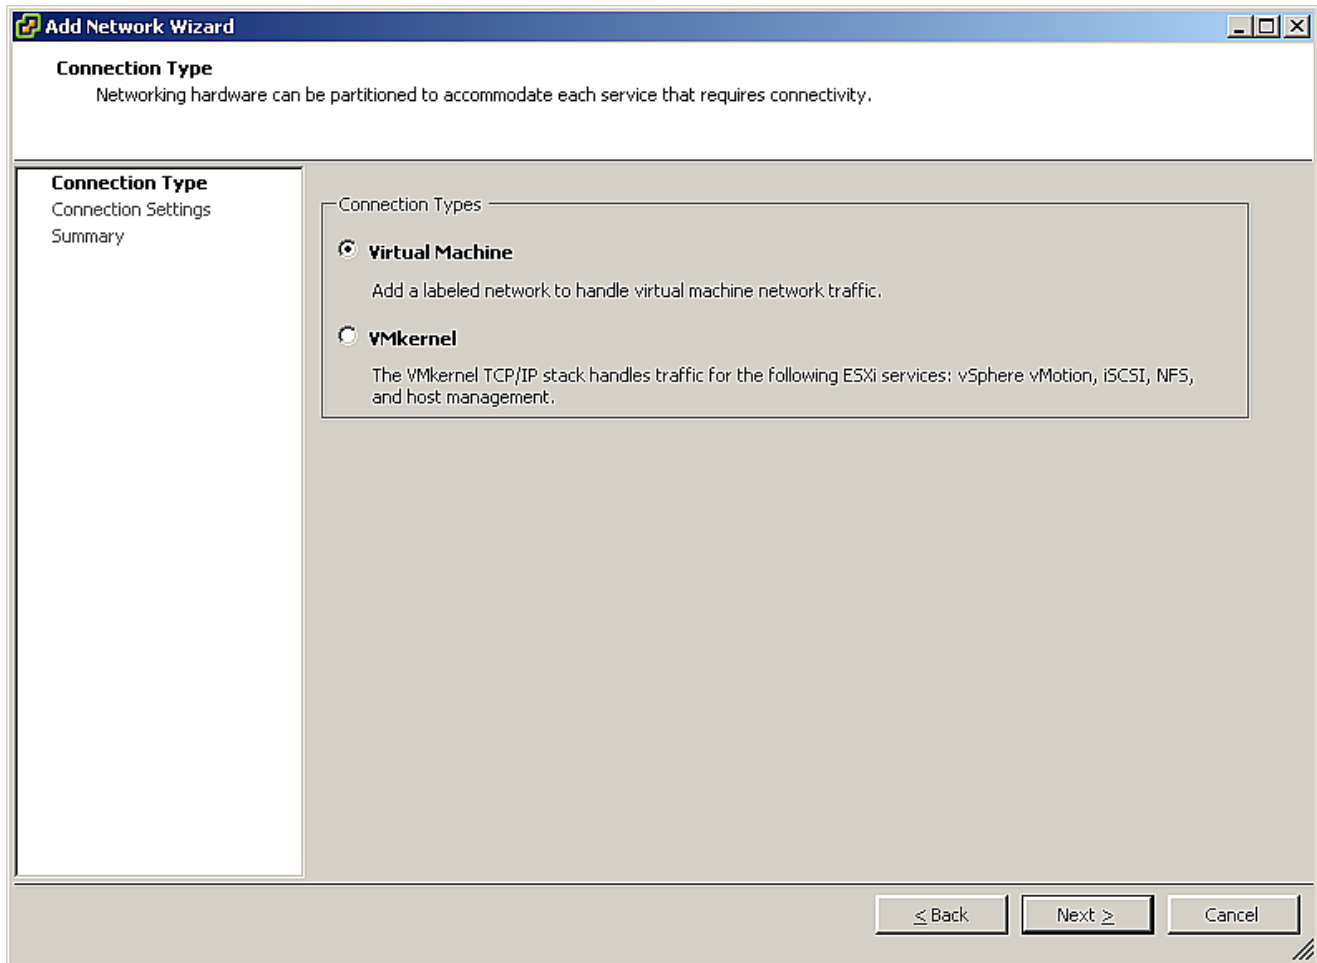 Add Network Wizard
Connection Type
Networking hardware can be partitioned to accommodate each service that requires connectivity.
Connection Type
Connection Settings
Summary
Connection Types
Virtual Machine
Add a labeled network to handle virtual machine network traffic.
VMkernel
The VMkernel TCP/IP stack handles traffic for the following ESXi services: vSphere vMotion, iSCSI, NFS,
and host management.
< Back
Next >
Cancel